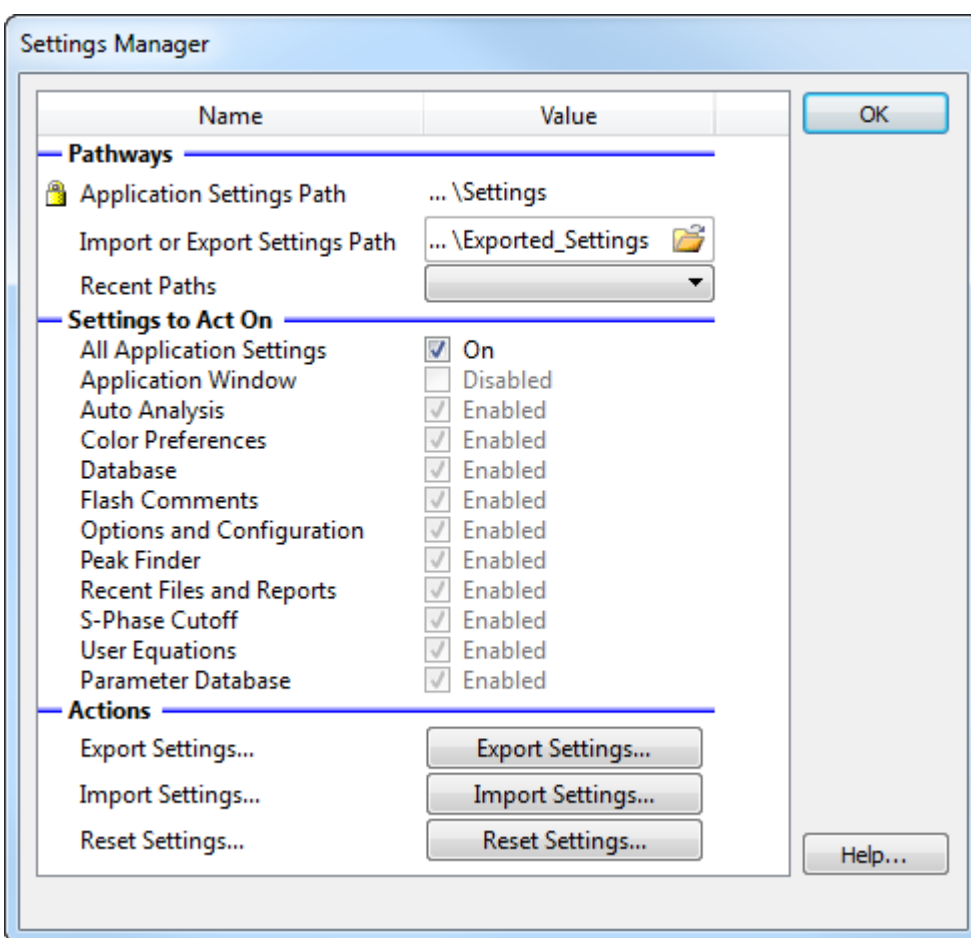 Settings Manager
Name Value
OK
Pathways
Application Settings Path ... \Settings
Import or Export Settings Path ... \Exported_Settings
Recent Paths
Settings to Act On
All Application Settings On
Application Window Disabled
Auto Analysis Enabled
Color Preferences Enabled
Database Enabled
Flash Comments Enabled
Options and Configuration Enabled
Peak Finder Enabled
Recent Files and Reports Enabled
S-Phase Cutoff Enabled
User Equations Enabled
Parameter Database Enabled
Actions
Export Settings... Export Settings...
Import Settings... Import Settings...
Reset Settings... Reset Settings...
Help...